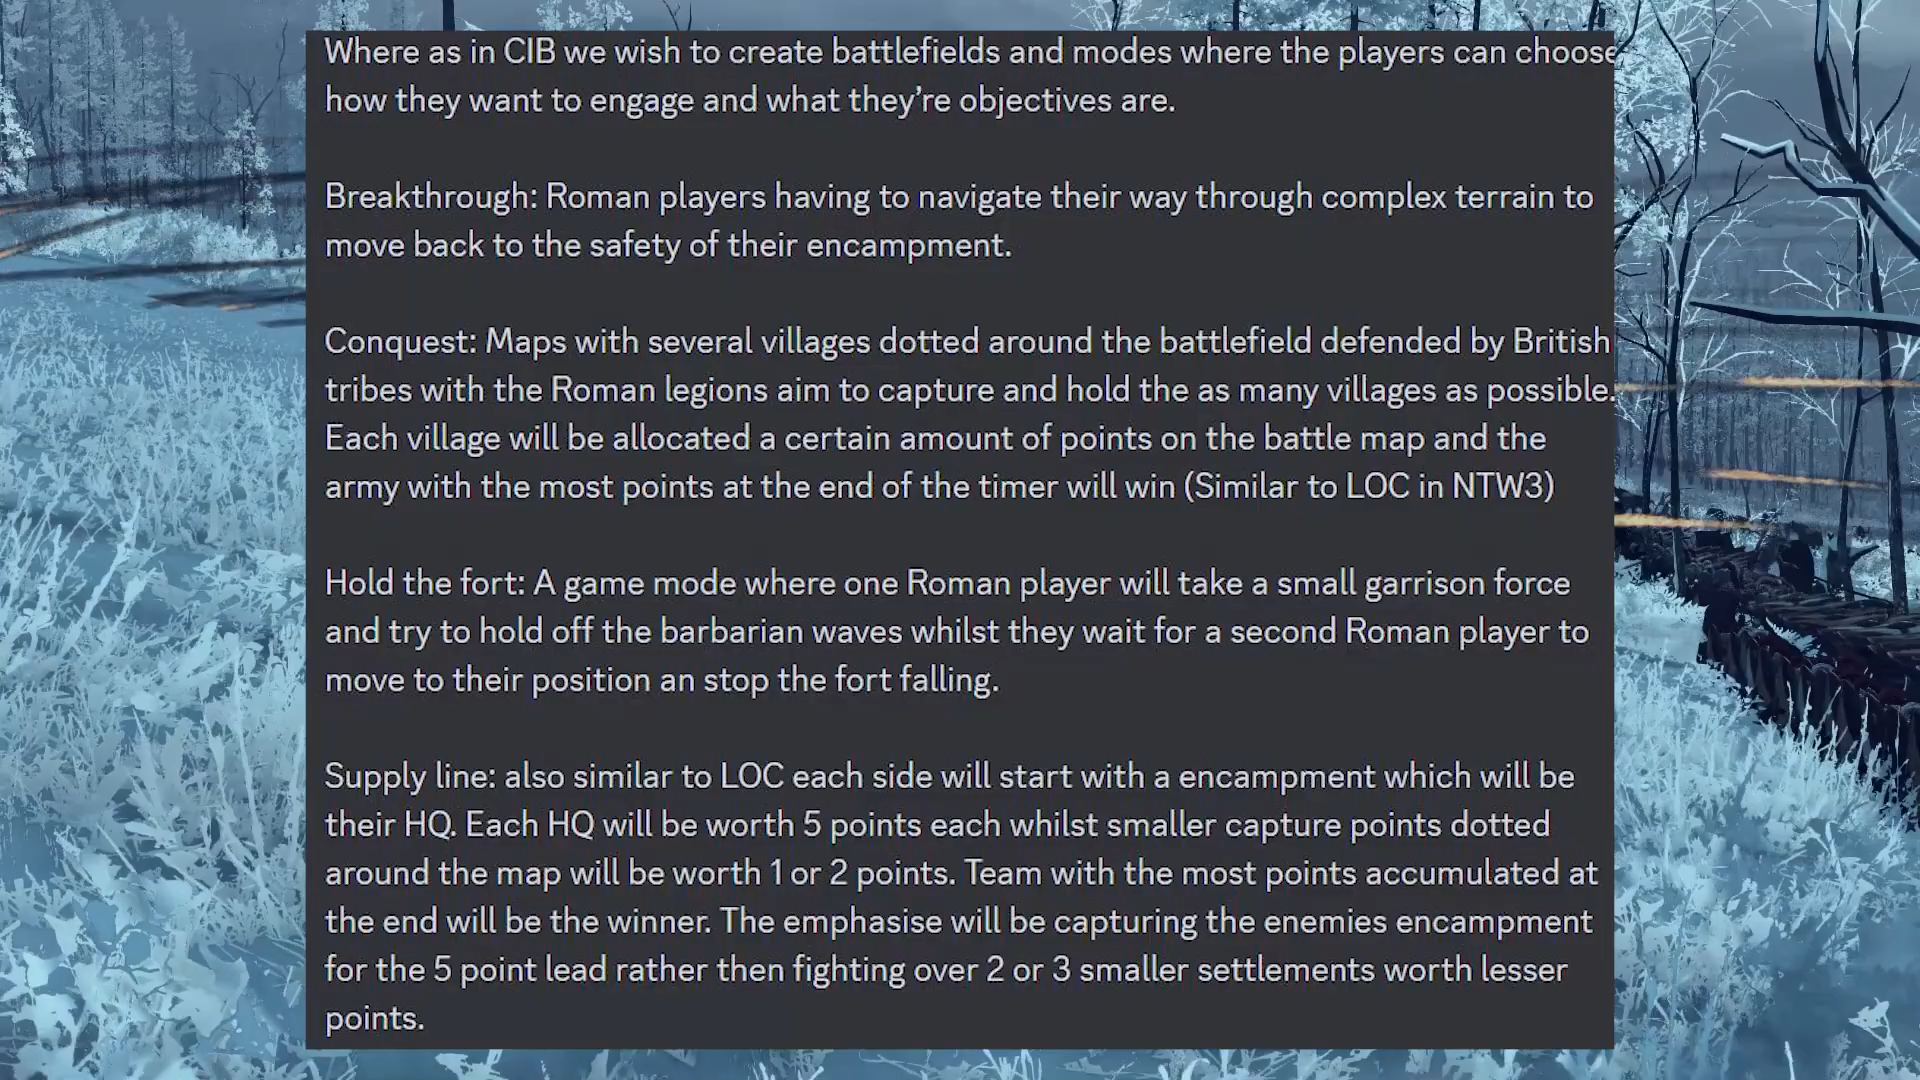 Where as in CIB we wish to create battlefields and modes where the players can choose
how they want to engage and what they’re objectives are.
Breakthrough: Roman players having to navigate their way through complex terrain to
move back to the safety of their encampment.
Conquest: Maps with several villages dotted around the battlefield defended by British
tribes with the Roman legions aim to capture and hold the as many villages as possible.
Each village will be allocated a certain amount of points on the battle map and the
army with the most points at the end of the timer will win (Similar to LOC in NTW3)
Hold the fort: A game mode where one Roman player will take a small garrison force
and try to hold off the barbarian waves whilst they wait for a second Roman player to
move to their position an stop the fort falling.
Supply line: also similar to LOC each side will start with a encampment which will be
their HQ. Each HQ will be worth 5 points each whilst smaller capture points dotted
around the map will be worth 1 or 2 points. Team with the most points accumulated at
the end will be the winner. The emphasise will be capturing the enemies encampment
for the 5 point lead rather then fighting over 2 or 3 smaller settlements worth lesser
points.